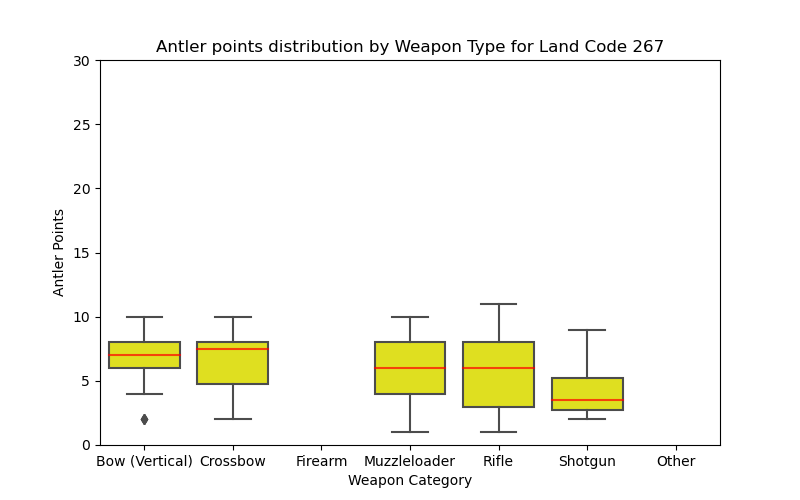 Antler points distribution by Weapon Type for Land Code 267
30
25
20
15
10
5
0
Antler Points
Bow (Vertical) Crossbow Firearm Muzzleloader Rifle Shotgun Other
Weapon Category